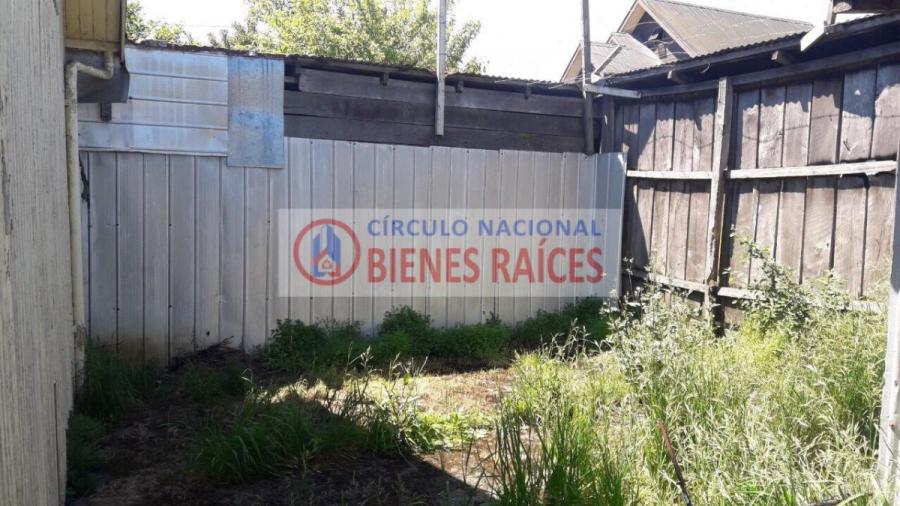 CÍRCULO NACIONAL
BIENES RAÍCES